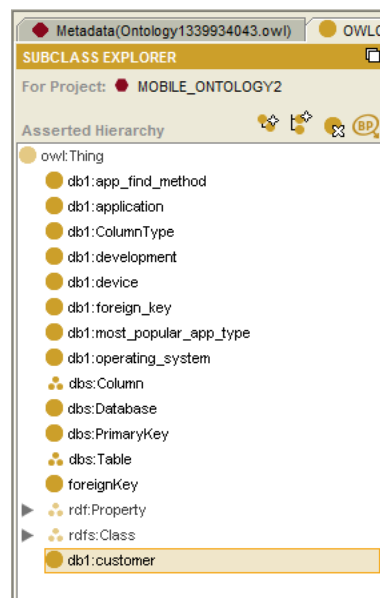 Metadata(Ontology1339934043.owl) OWLC
SUBCLASS EXPLORER
For Project: MOBILE_ONTOLOGY2
Asserted Hierarchy BP
owl:Thing
db1:app_find_method
db1:application
db1:ColumnType
db1:development
db1:device
db1:foreign_key
db1:most_popular_app_type
db1:operating_system
dbs:Column
dbs:Database
dbs:PrimaryKey
dbs:Table
foreignKey
rdf:Property
rdfs:Class
db1:customer